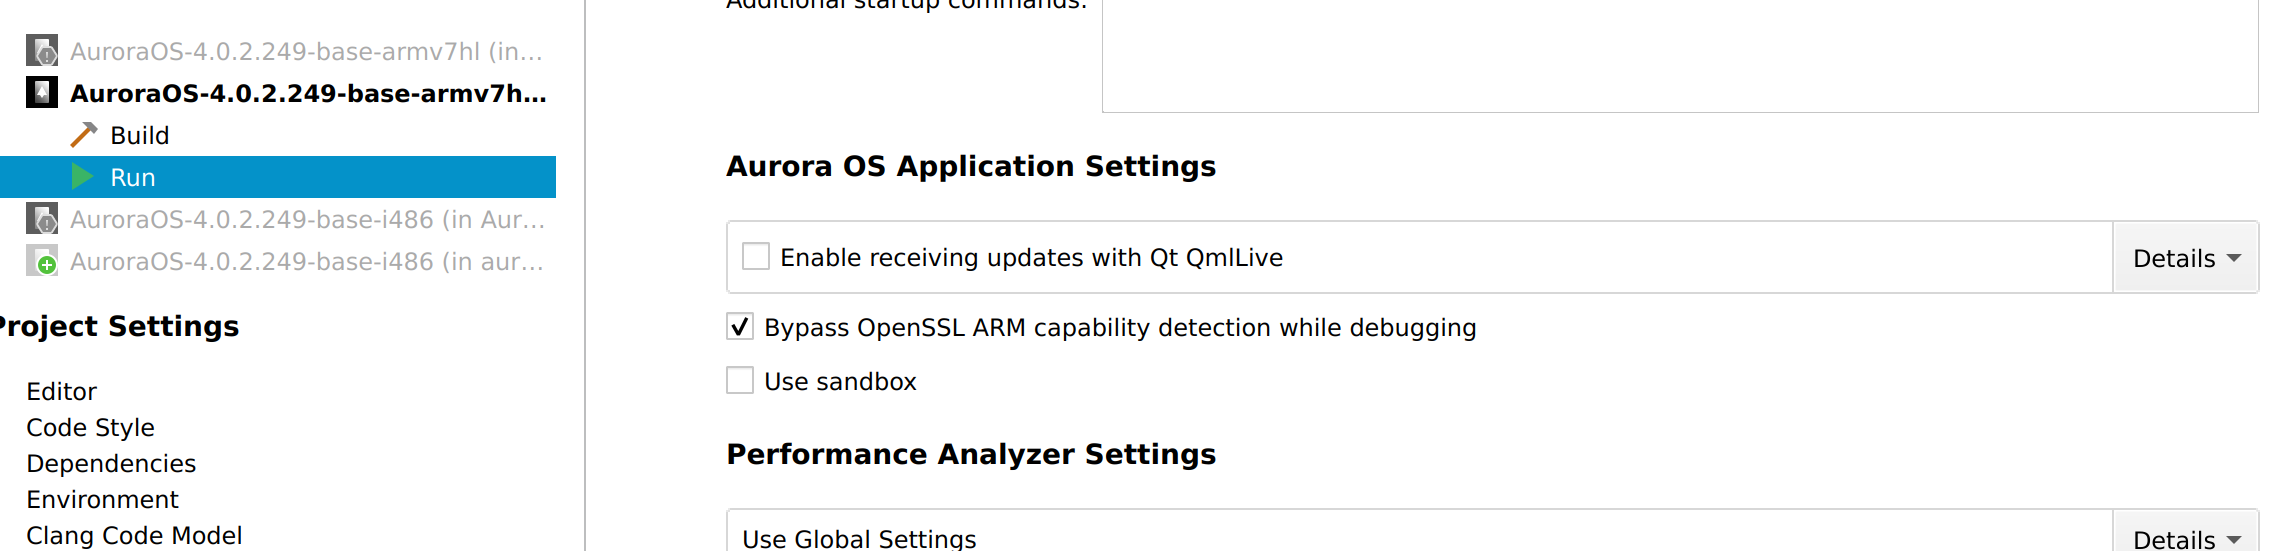 Additional startup commands:
AuroraOS-4.0.2.249-base-armv7hl (in...
AuroraOS-4.0.2.249-base-armv7h...
Build
Run
AuroraOS-4.0.2.249-base-i486 (in Aur...
AuroraOS-4.0.2.249-base-i486 (in aur...
Project Settings
Editor
Code Style
Dependencies
Environment
Clang Code Model
Aurora OS Application Settings
Enable receiving updates with Qt QmlLive
Details
Bypass OpenSSL ARM capability detection while debugging
Use sandbox
Performance Analyzer Settings
Use Global Settings
Details